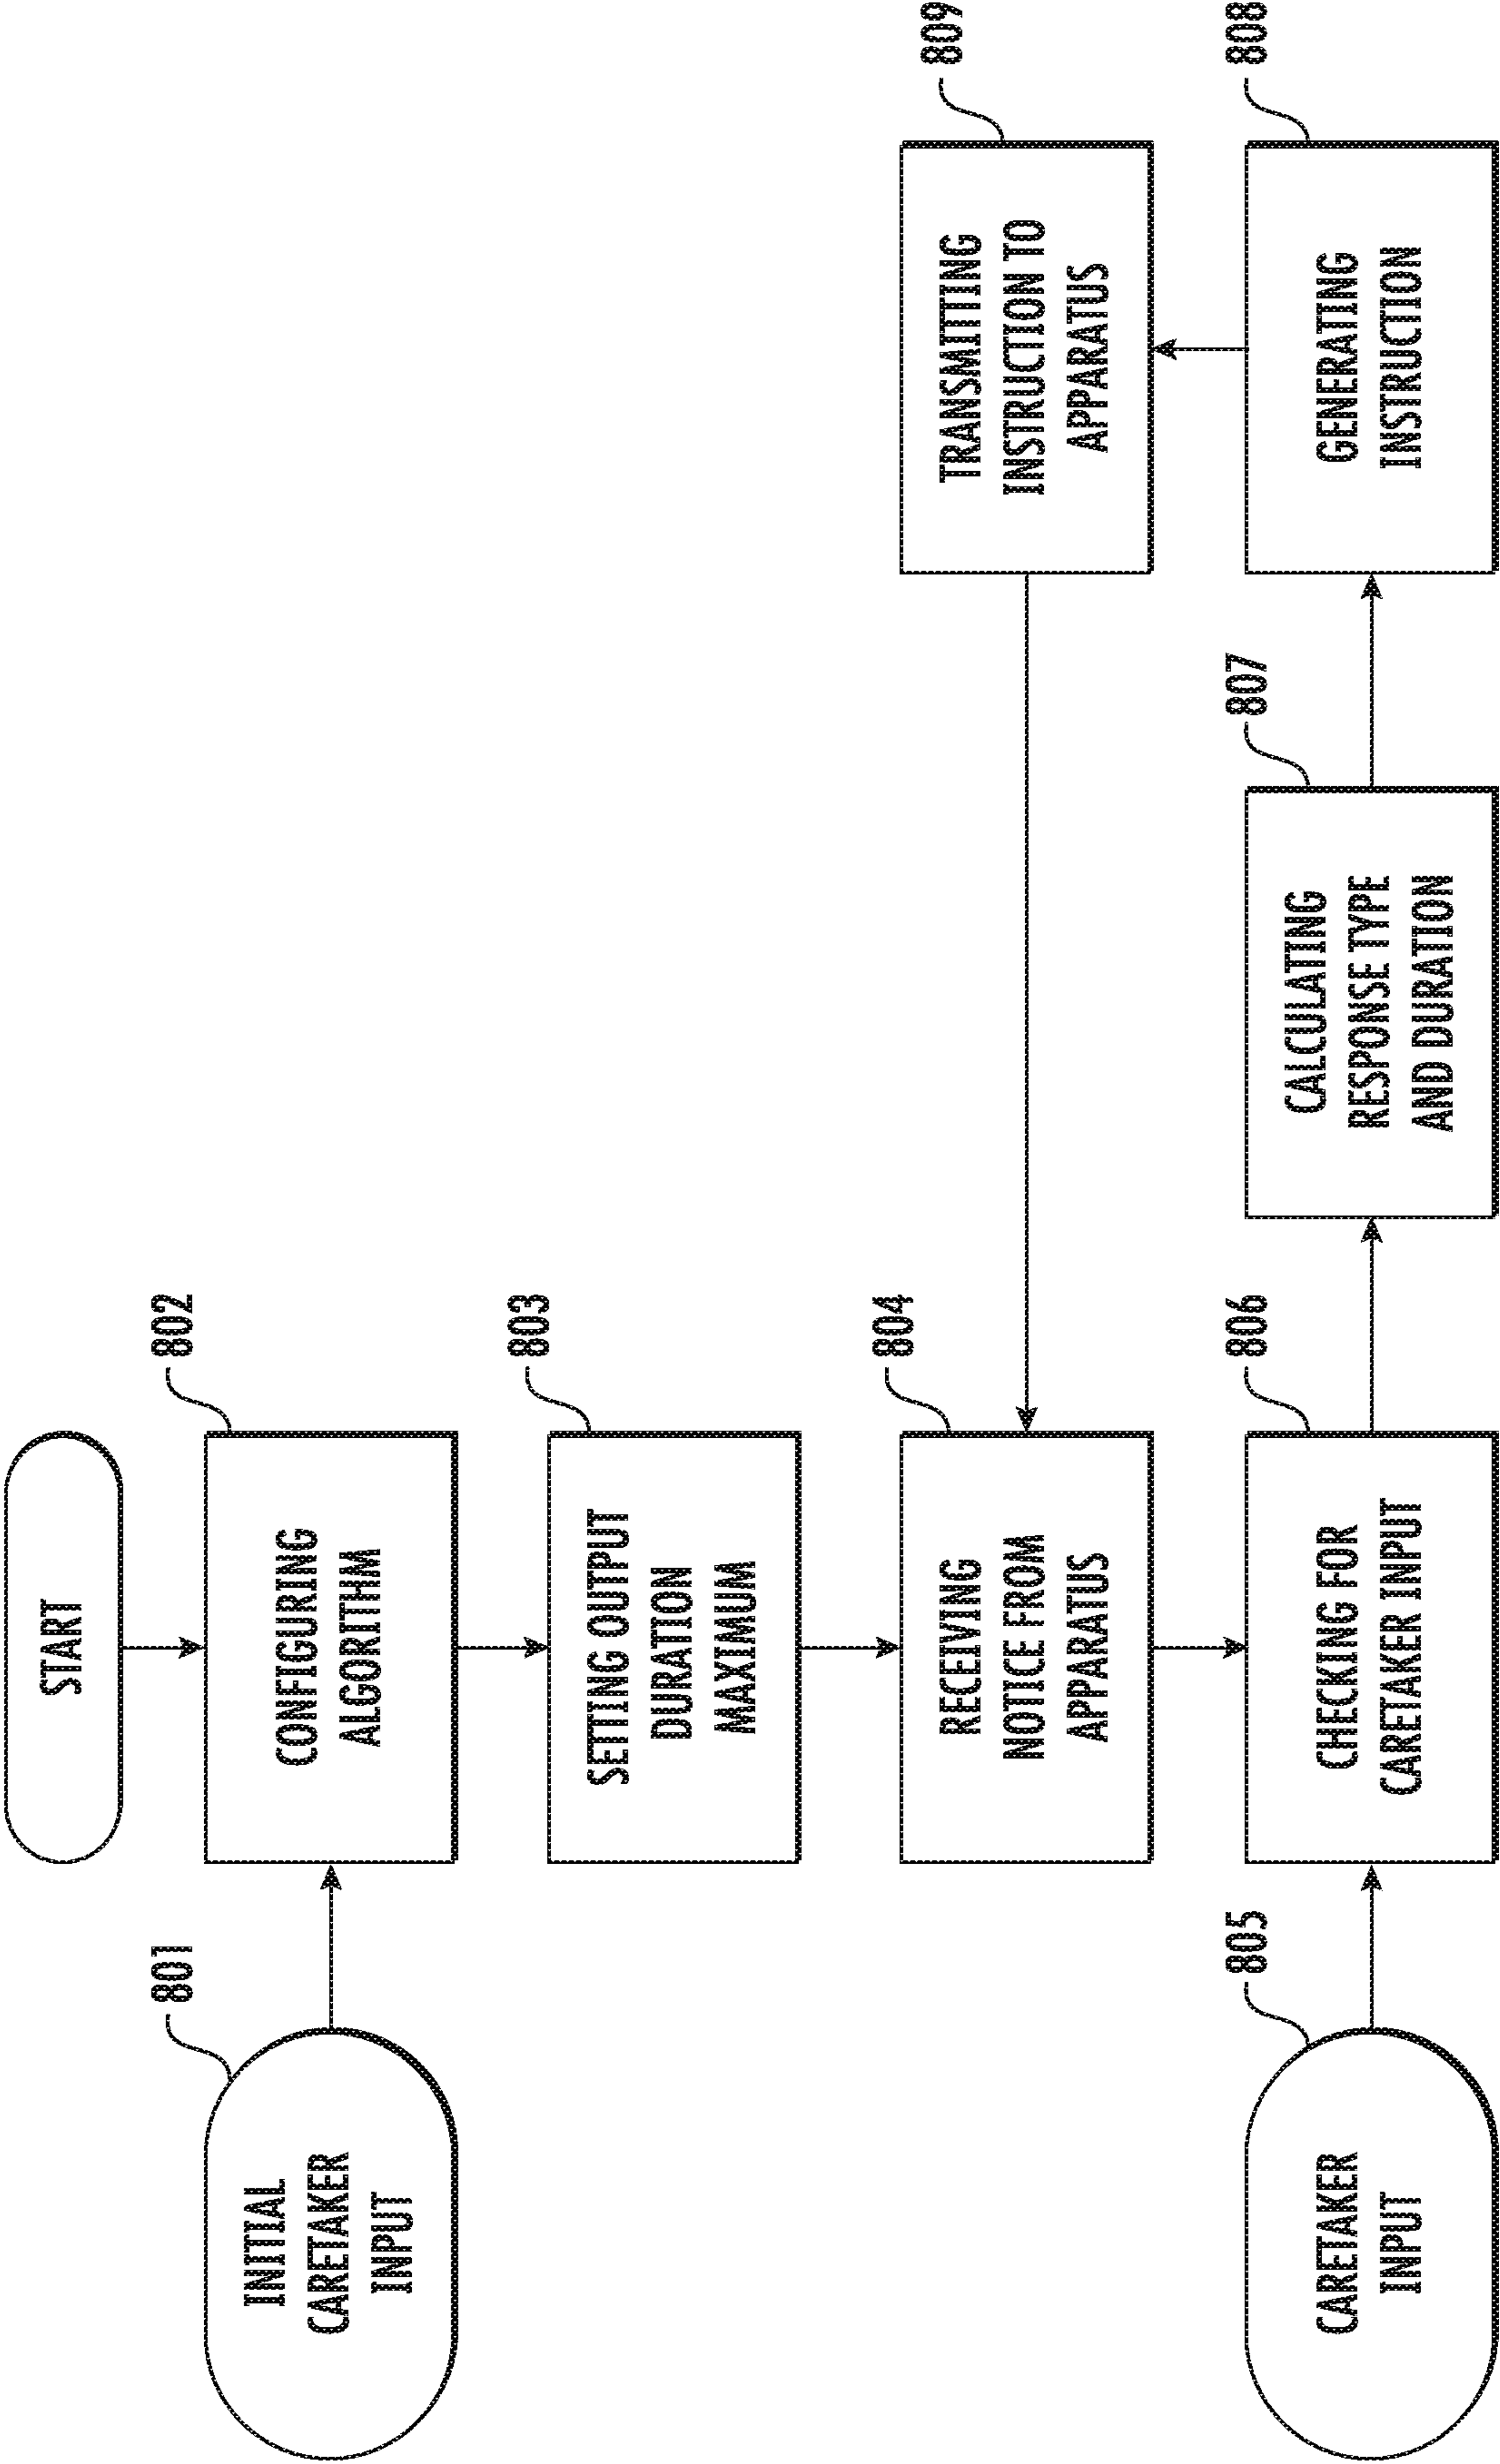 START
801
INITIAL
CARETAKER
INPUT
802
CONFIGURING
ALGORITHM
803
SETTING OUTPUT
DURATION
MAXIMUM
804
RECEIVING
NOTICE FROM
APPARATUS
805
CARETAKER
INPUT
806
CHECKING FOR
CARETAKER INPUT
807
CALCULATING
RESPONSE TYPE
AND DURATION
808
GENERATING
INSTRUCTION
809
TRANSMITTING
INSTRUCTION TO
APPARATUS